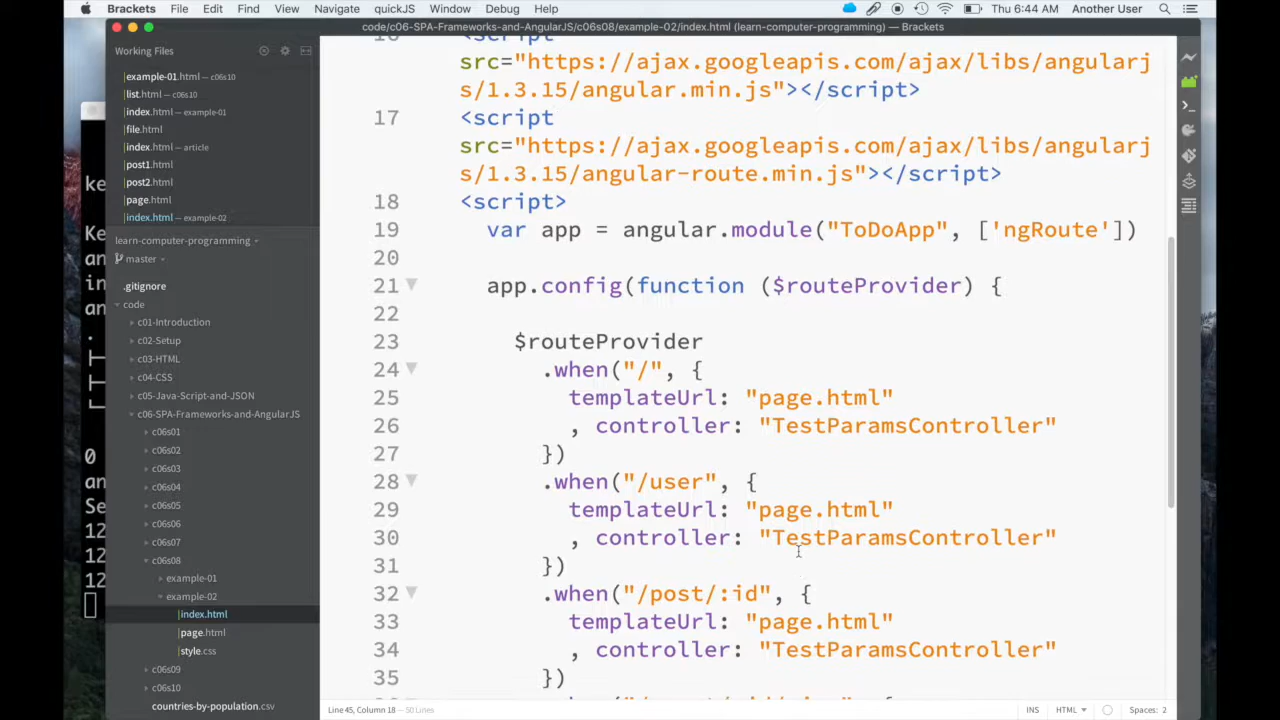 Brackets File Edit Find View Navigate quickJS Window Debug Help Thu 6:44 AM Another User
code/c06-SPA-Frameworks-and-AngularJS/c06s08/example-02/index.html (learn-computer-programming) — Brackets
Working Files
example-01.html — c06s10
list.html — c06s10
index.html — example-01
file.html
index.html — article
post1.html
post2.html
page.html
index.html — example-02
learn-computer-programming
master
.gitignore
code
c01-Introduction
c02-Setup
c03-HTML
c04-CSS
c05-Java-Script-and-JSON
c06-SPA-Frameworks-and-AngularJS
c06s01
c06s02
c06s03
c06s04
c06s05
c06s06
c06s07
c06s08
example-01
example-02
index.html
page.html
style.css
c06s09
c06s10
countries-by-population.csv
16 <script
src="https://ajax.googleapis.com/ajax/libs/angularj
s/1.3.15/angular.min.js"></script>
17 <script
src="https://ajax.googleapis.com/ajax/libs/angularj
s/1.3.15/angular-route.min.js"></script>
18 <script>
19 var app = angular.module("ToDoApp", ['ngRoute'])
20
21 app.config(function ($routeProvider) {
22
23 $routeProvider
24 .when("/", {
25 templateUrl: "page.html"
26 , controller: "TestParamsController"
27 })
28 .when("/user", {
29 templateUrl: "page.html"
30 , controller: "TestParamsController"
31 })
32 .when("/post/:id", {
33 templateUrl: "page.html"
34 , controller: "TestParamsController"
35 })
Line 45, Column 18 — 50 Lines
INS HTML Spaces: 2